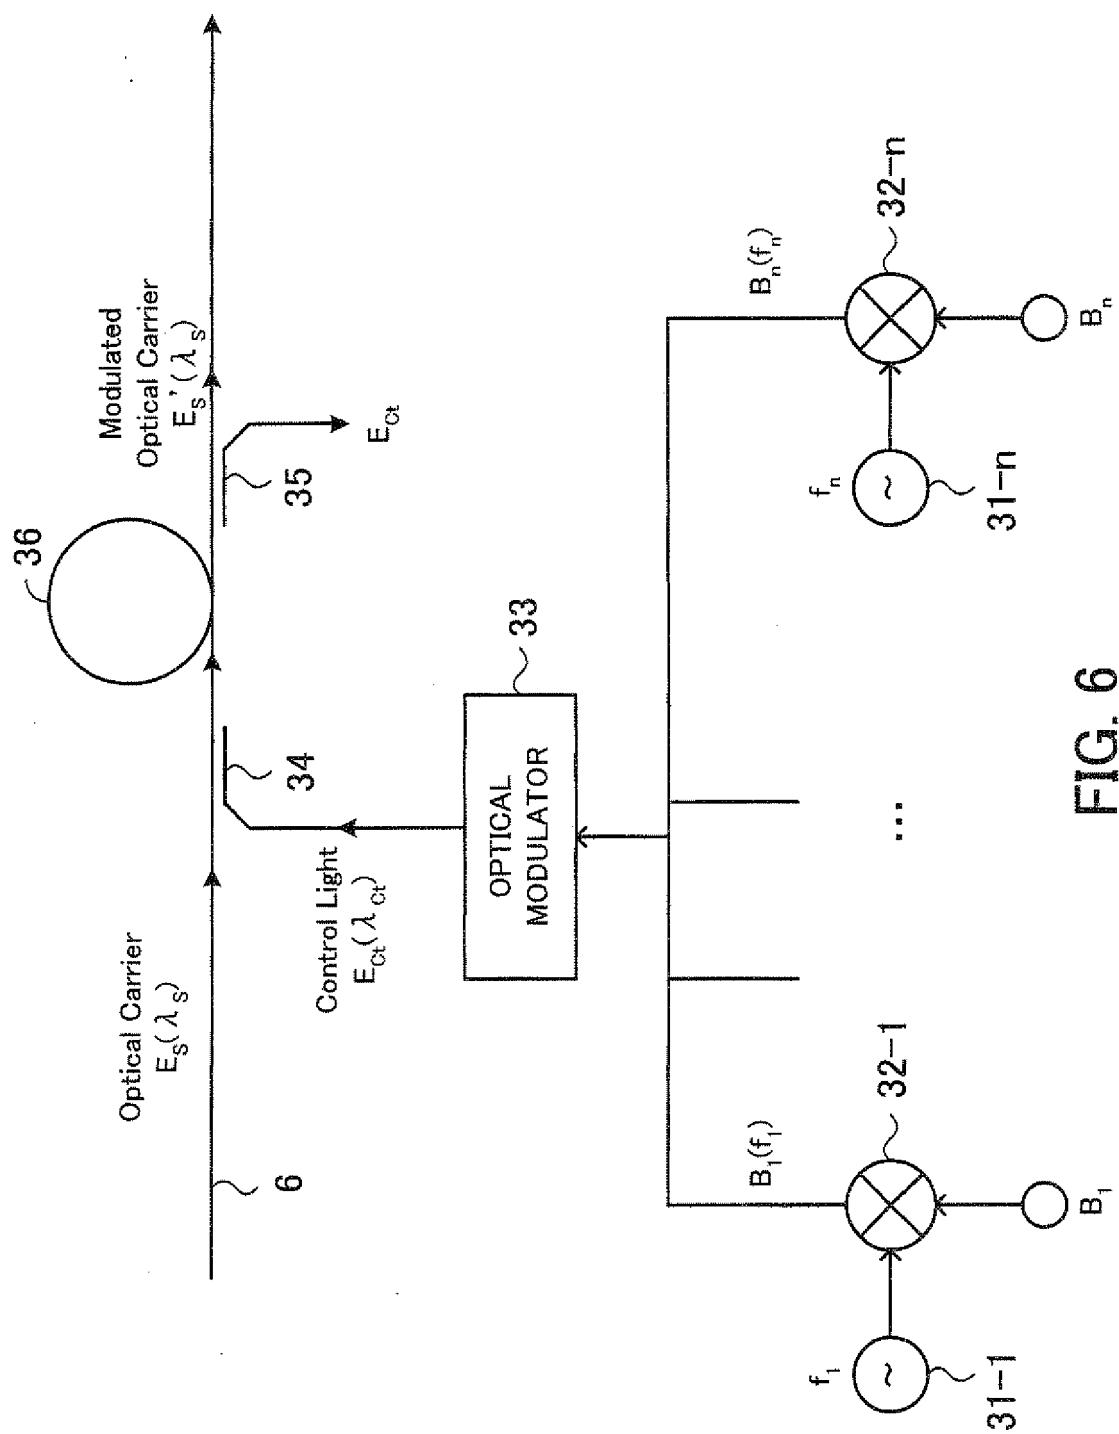 Optical Carrier
E_S(λ_S)
6
36
Modulated
Optical Carrier
E_S'(λ_S)
34
35
E_Ct
Control Light
E_Ct(λ_Ct)
OPTICAL
MODULATOR
33
B_1(f_1)
B_n(f_n)
f_1
~
31-1
32-1
B_1
...
f_n
~
31-n
32-n
B_n
FIG. 6